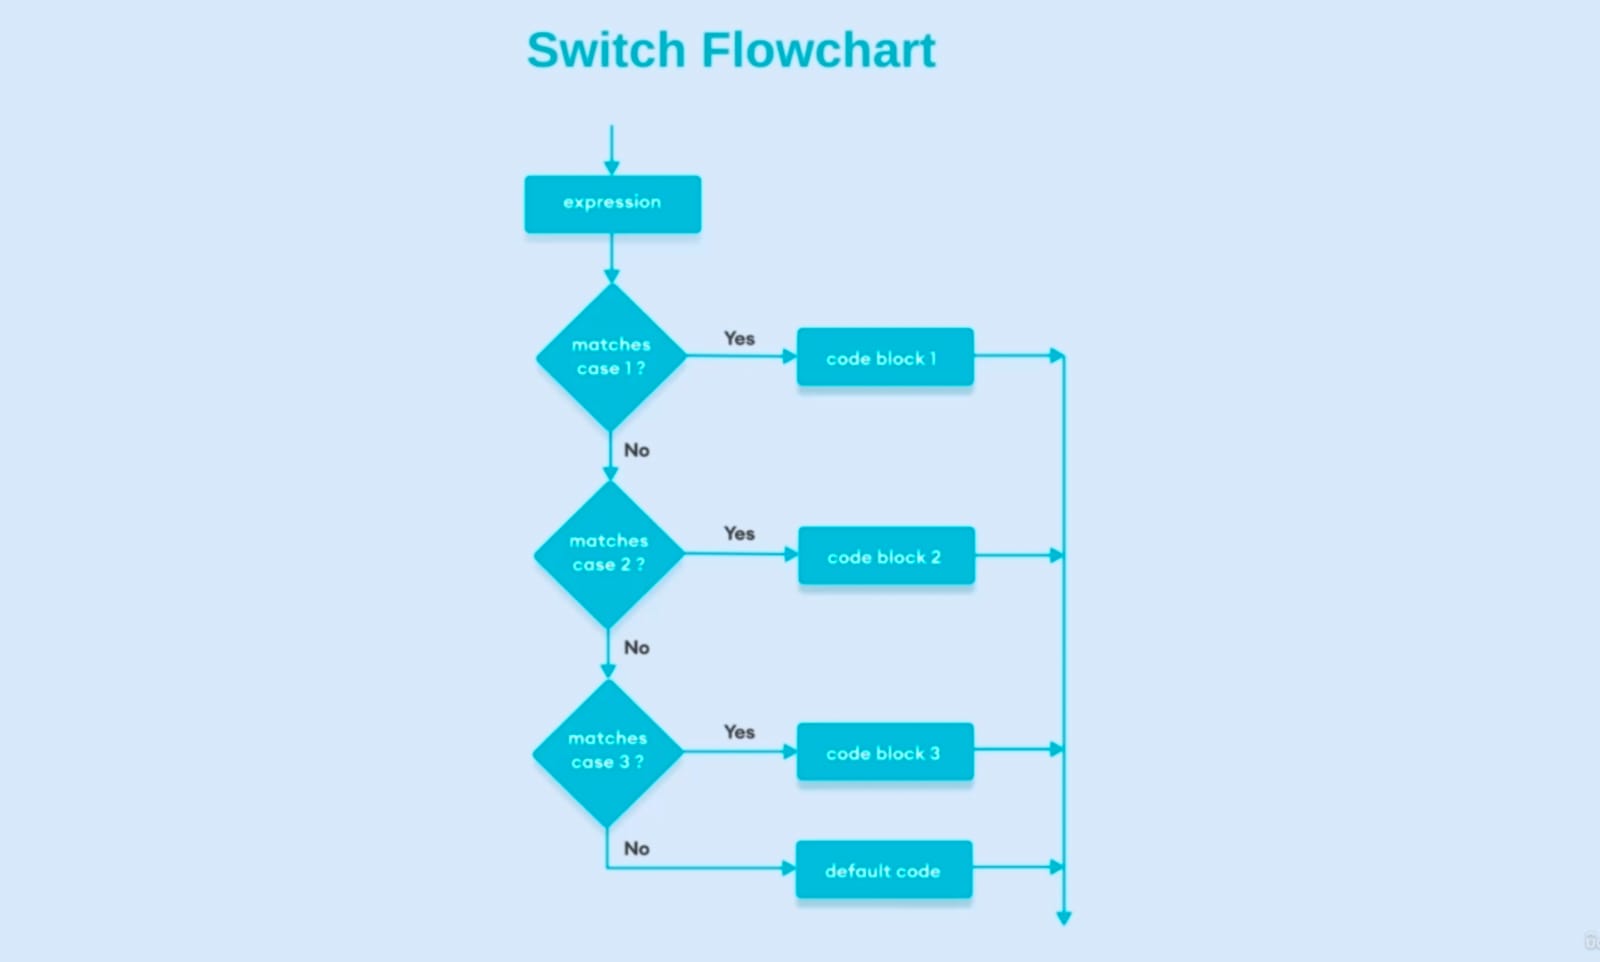 Switch Flowchart
expression
matches
case 1 ?
Yes
code block 1
No
matches
case 2 ?
Yes
code block 2
No
matches
case 3 ?
Yes
code block 3
No
default code